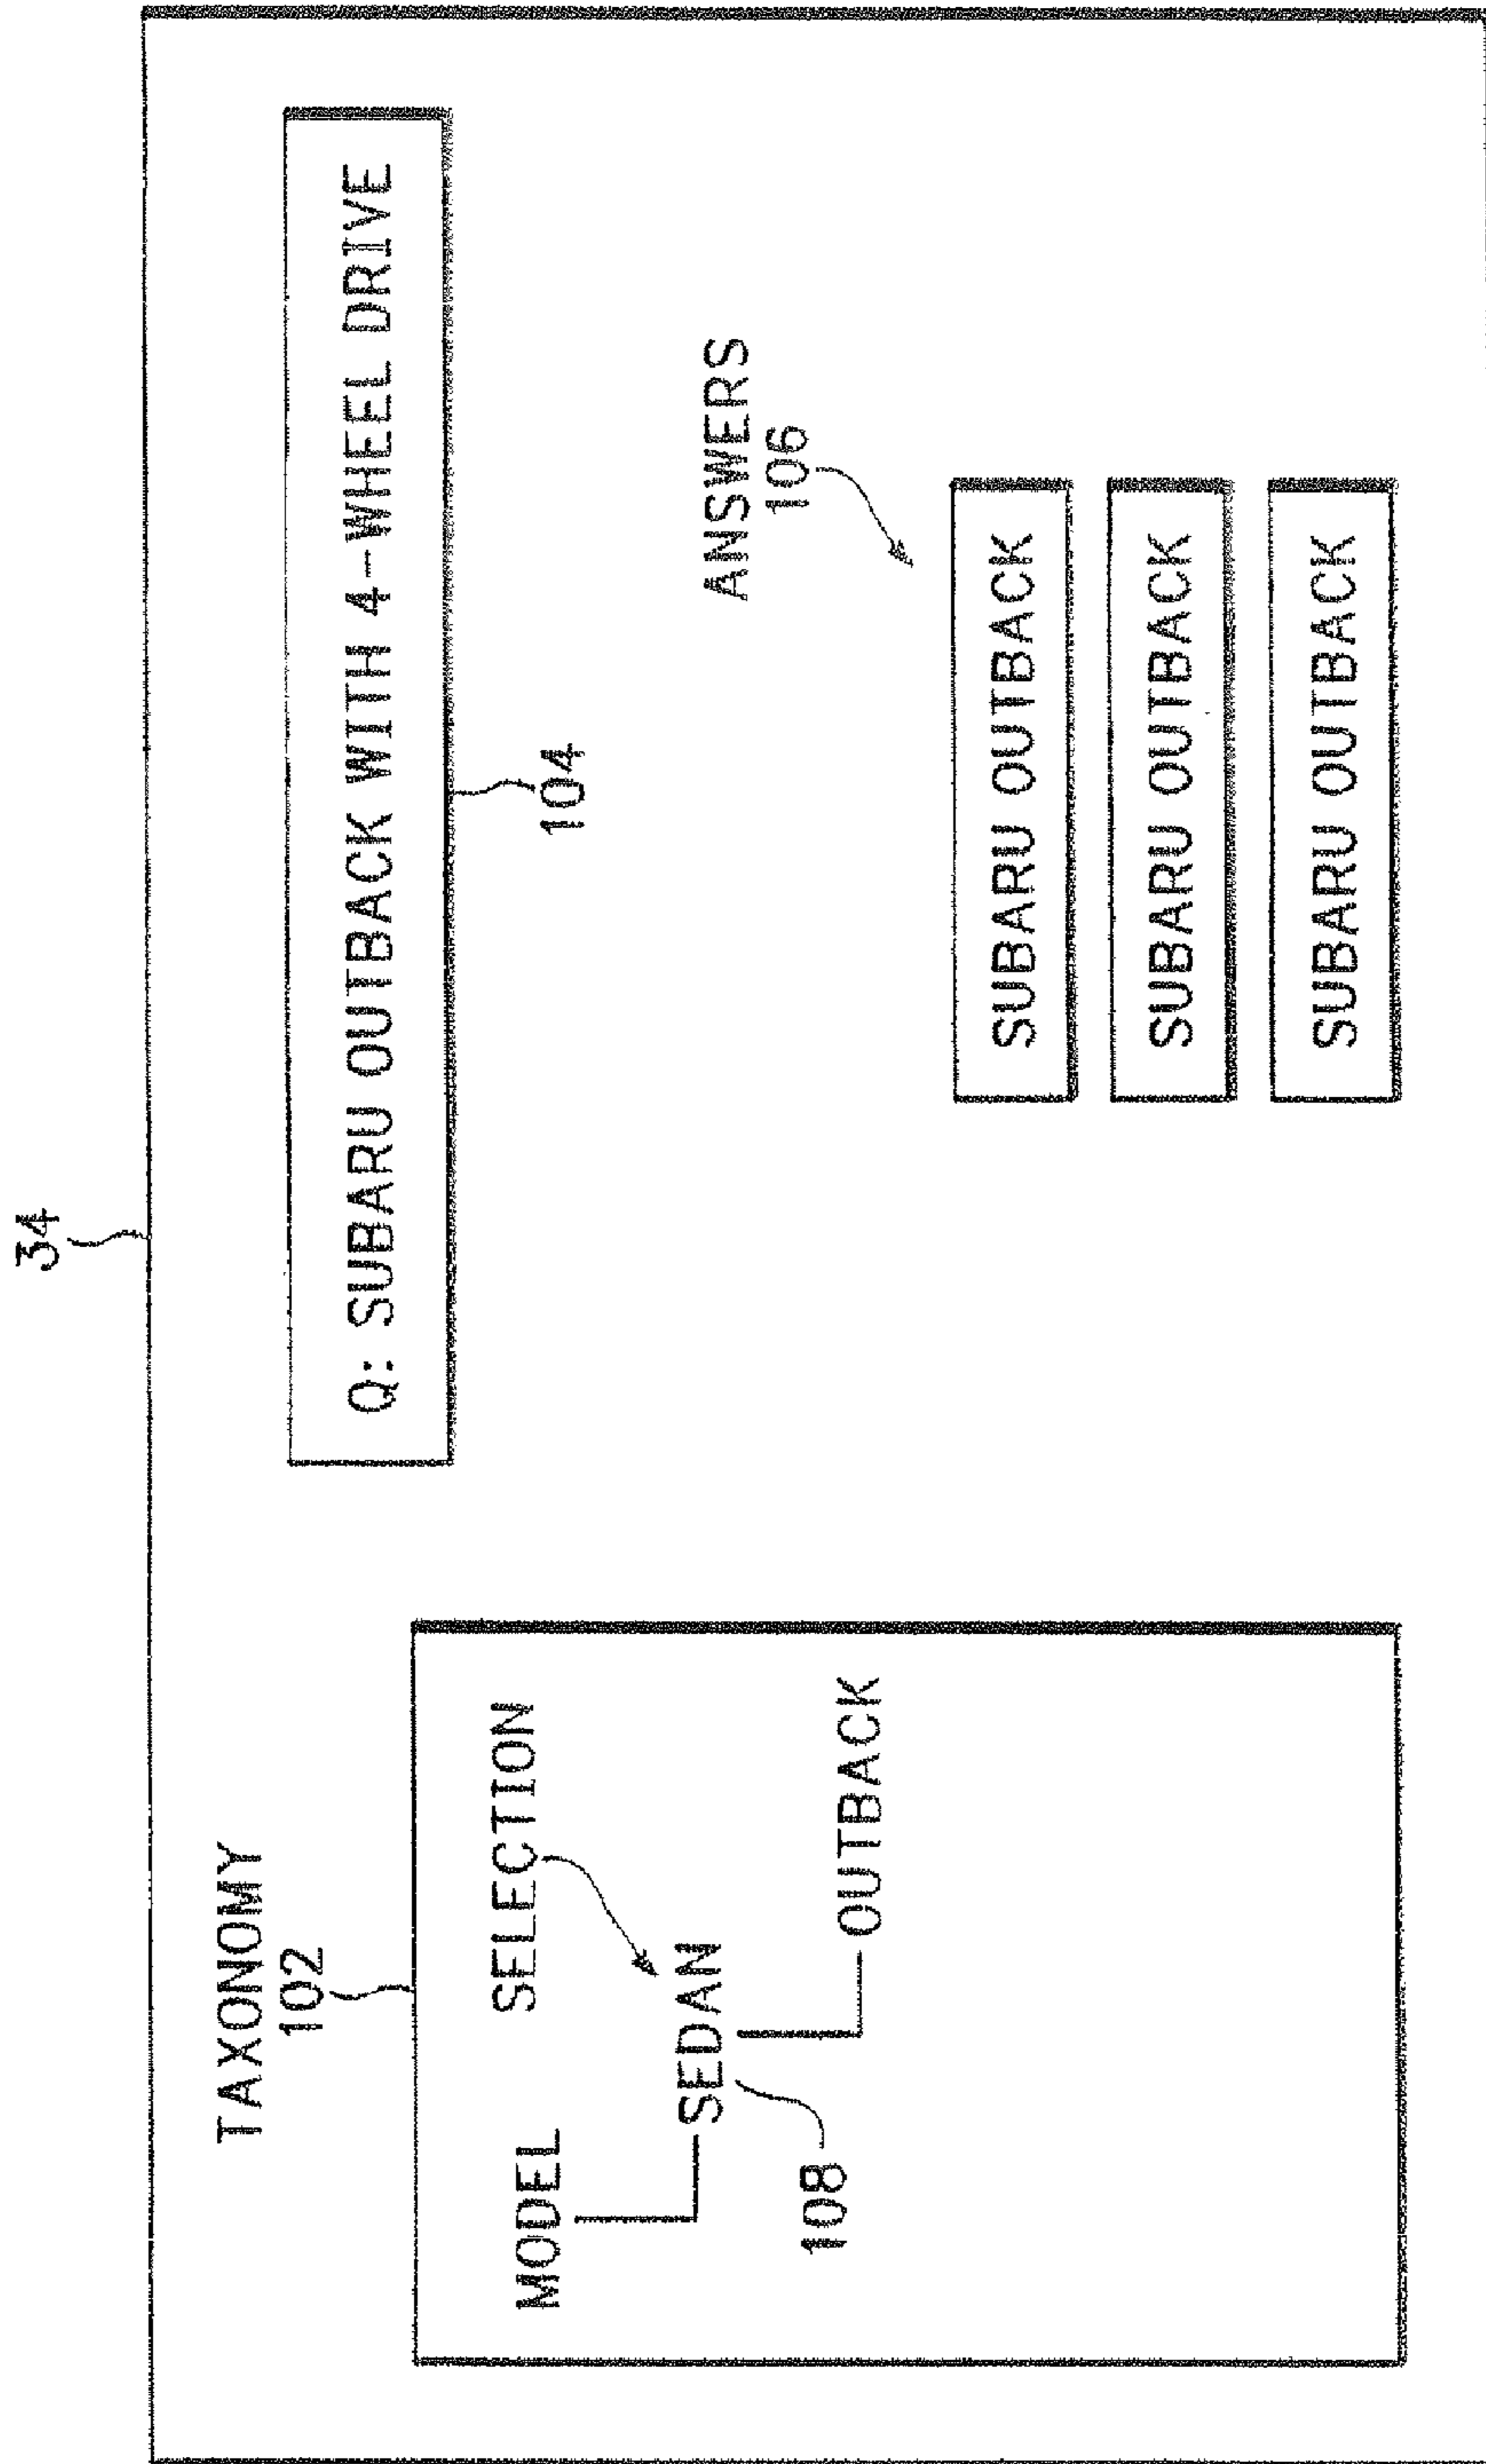 34
TAXONOMY
102
Q: SUBARU OUTBACK WITH 4-WHEEL DRIVE
104
MODEL
SELECTION
SEDAN
108
OUTBACK
ANSWERS
106
SUBARU OUTBACK
SUBARU OUTBACK
SUBARU OUTBACK